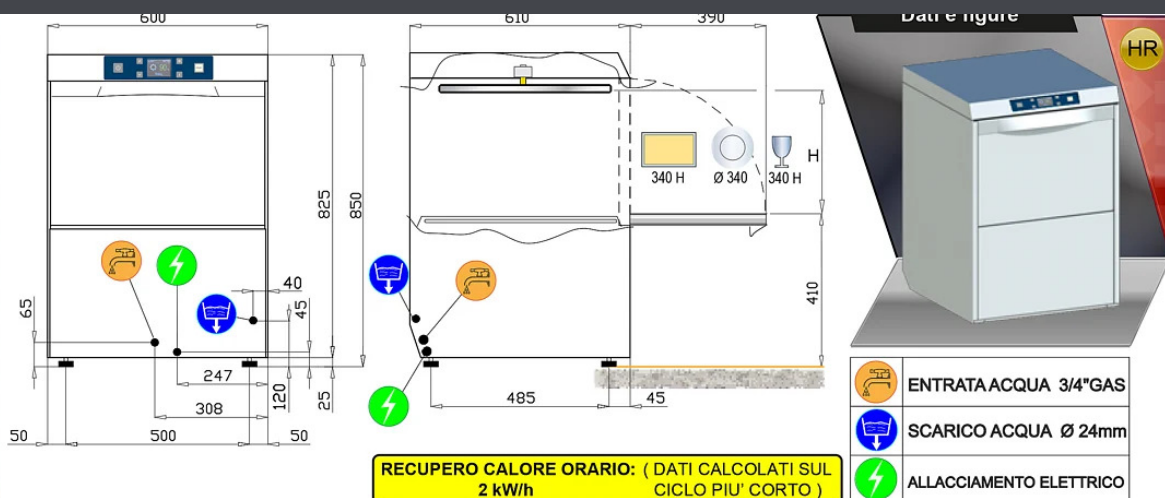 600
610
390
Dati e figure
HR
340 H
Ø 340
340 H
H
825
850
410
65
40
45
247
308
120
25
50
500
50
485
45
ENTRATA ACQUA 3/4"GAS
SCARICO ACQUA Ø 24mm
ALLACCIAMENTO ELETTRICO
RECUPERO CALORE ORARIO: ( DATI CALCOLATI SUL
2 kW/h CICLO PIU' CORTO )